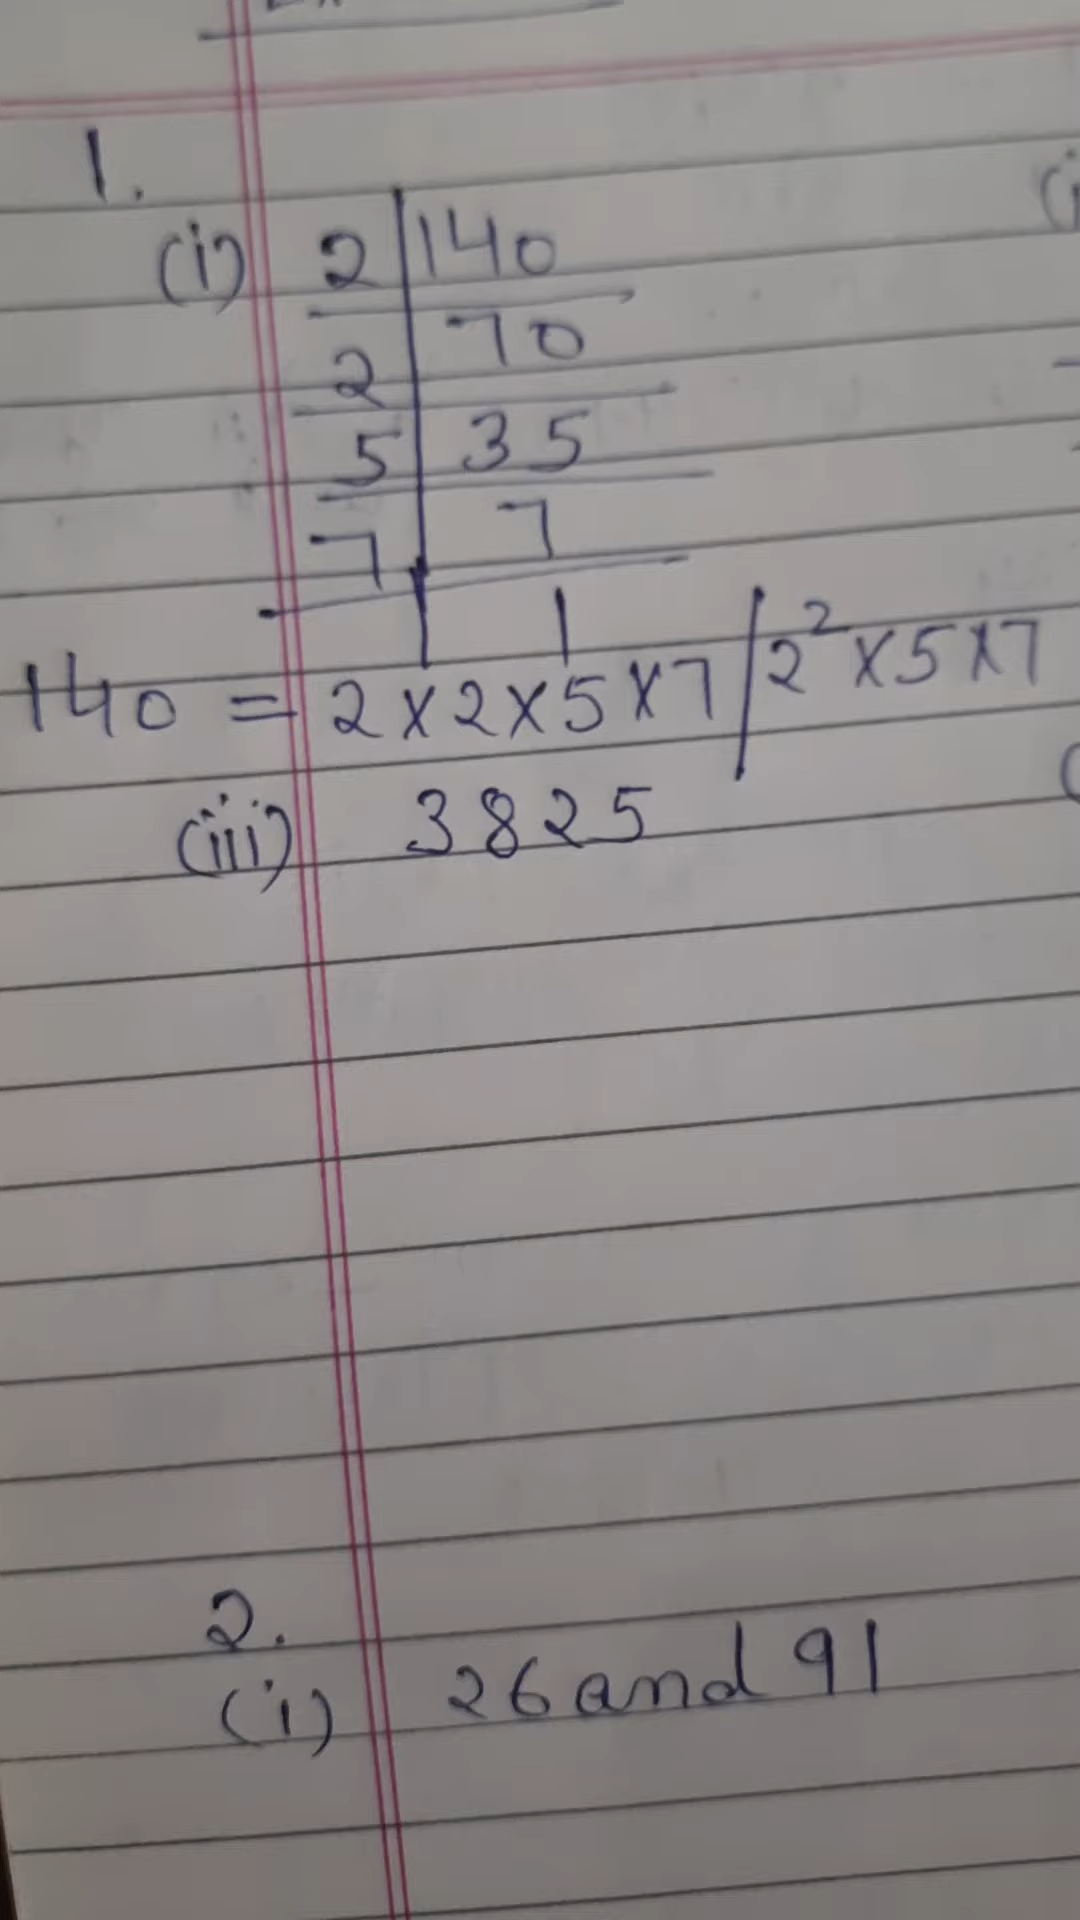 1.
(i) 2 | 140
2 | 70
5 | 35
7 | 7
| 1
140 = 2 × 2 × 5 × 7 / 2² × 5 × 7
(iii) 3825
2.
(i) 26 and 91